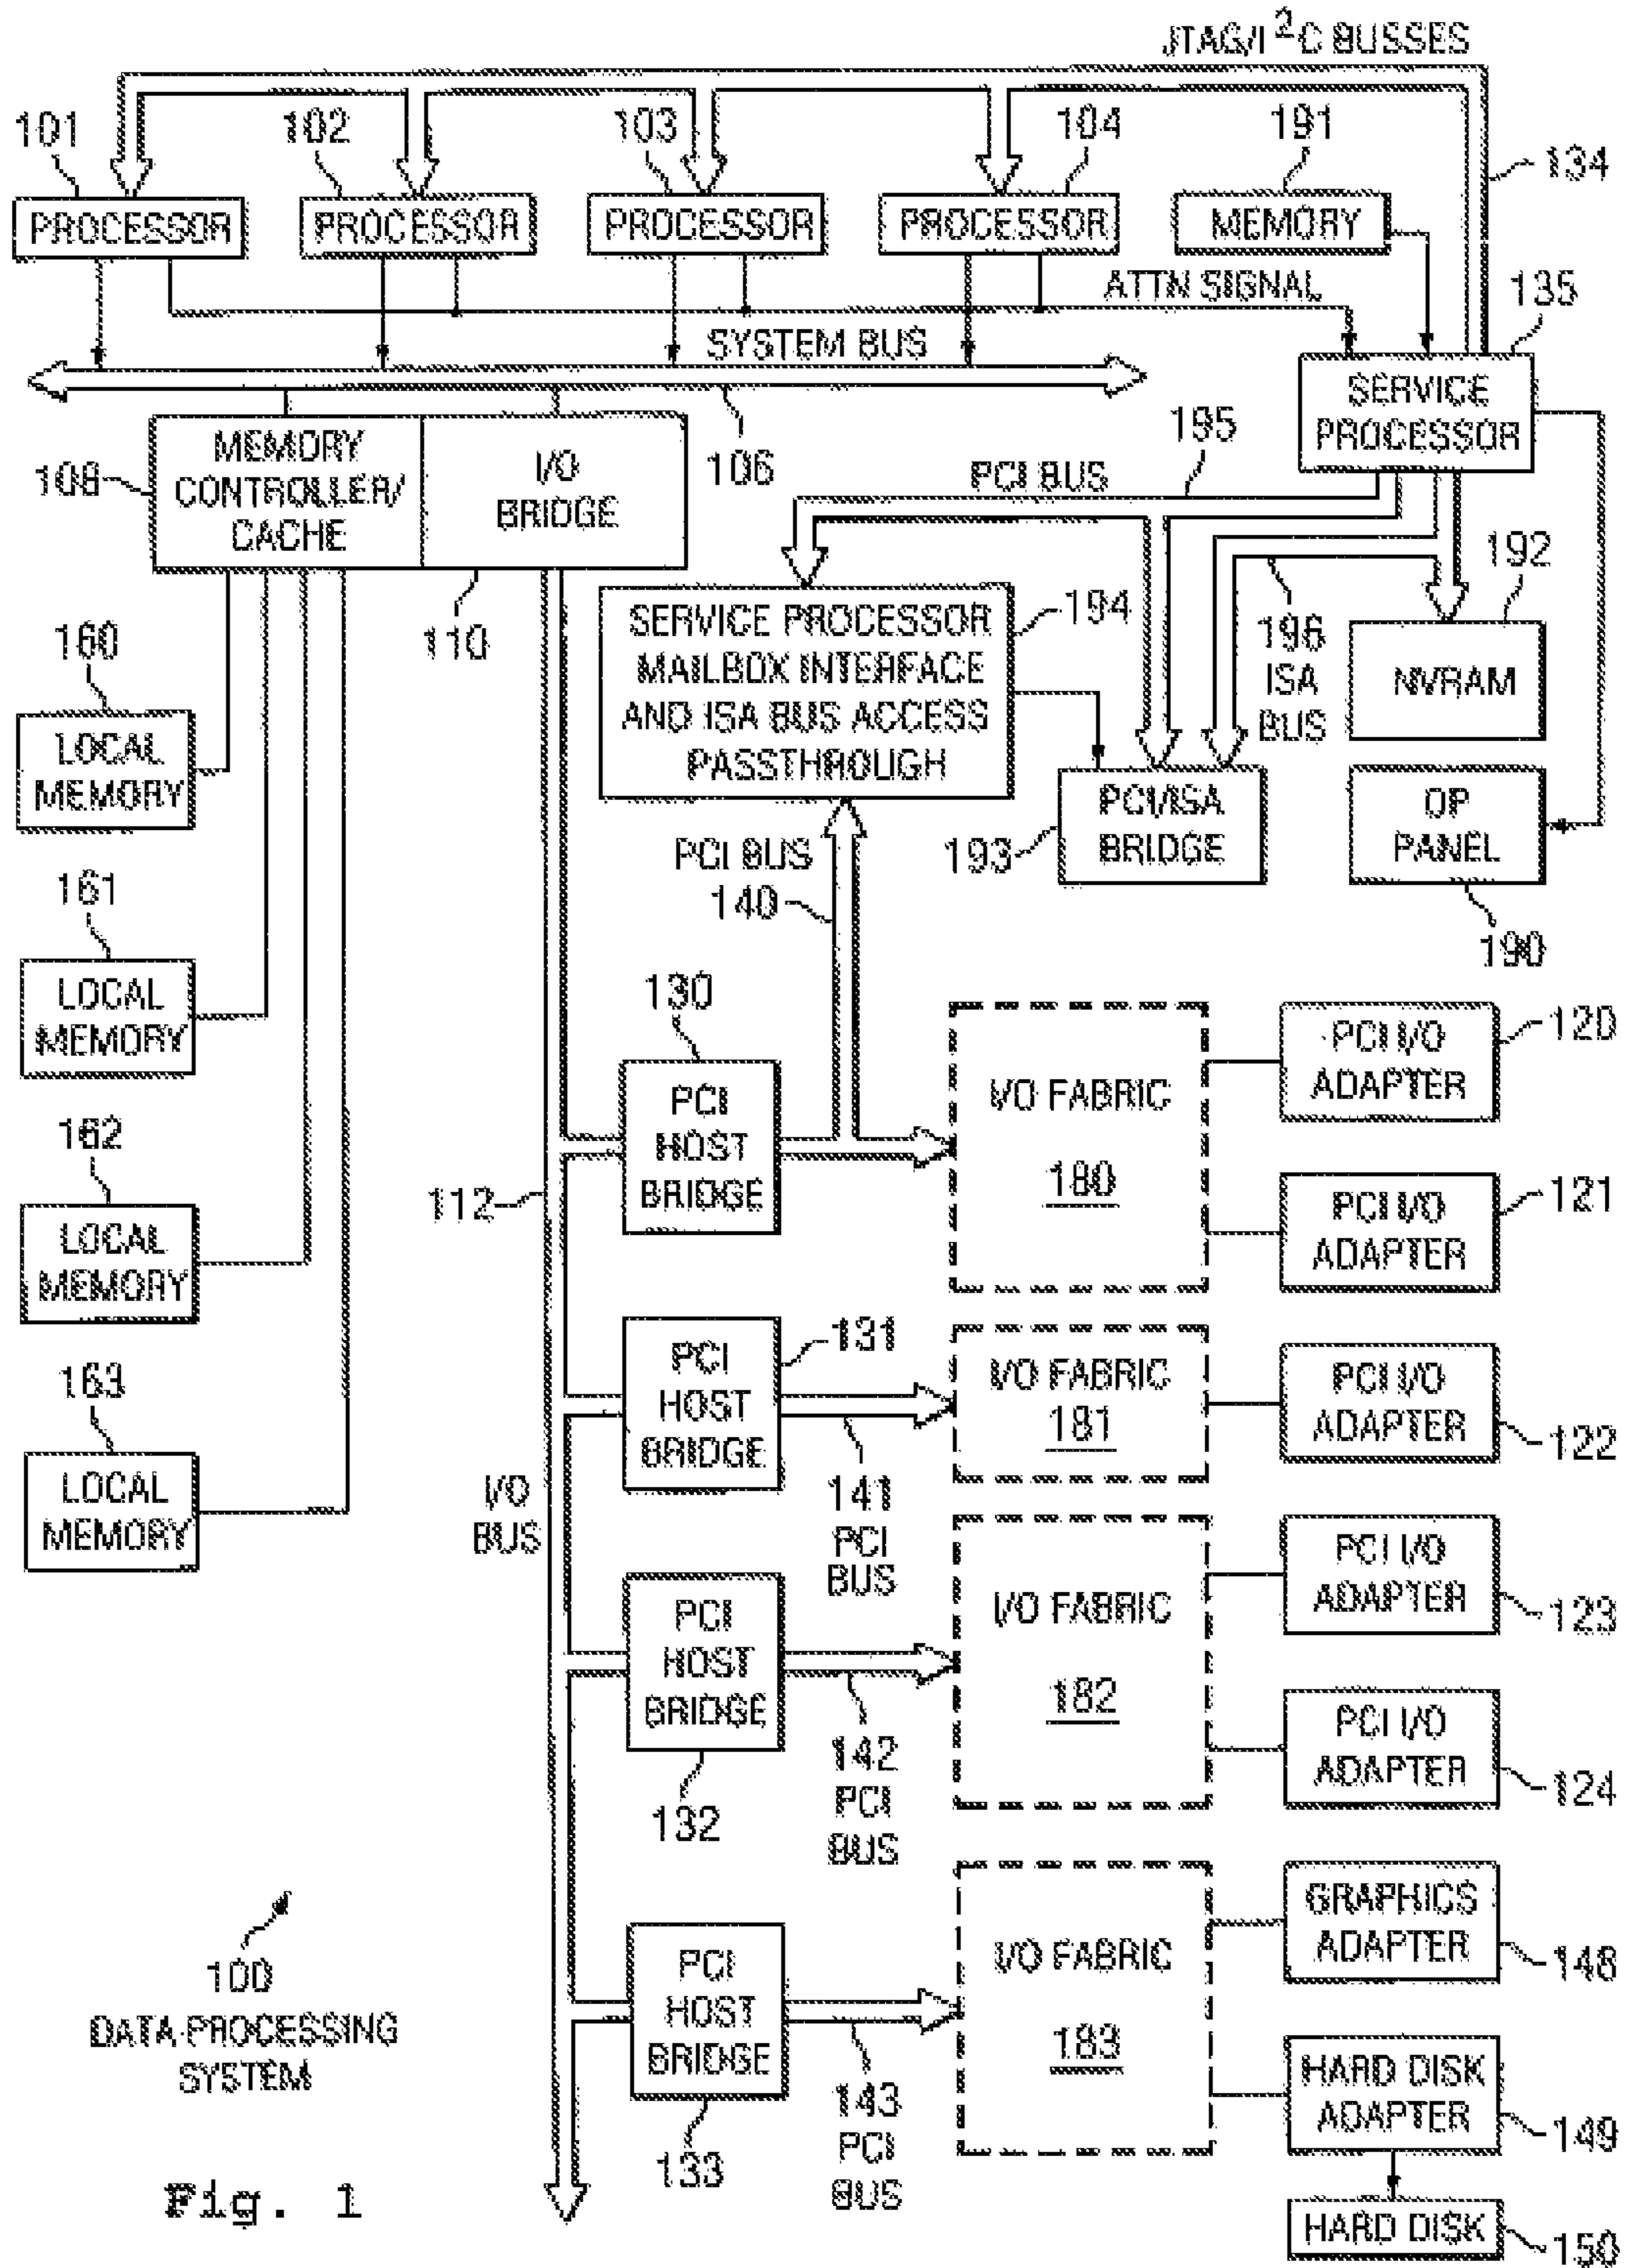 JTAG/I²C BUSSES
101
102
103
104
191
134
PROCESSOR
PROCESSOR
PROCESSOR
PROCESSOR
MEMORY
ATTN SIGNAL
135
SYSTEM BUS
SERVICE
PROCESSOR
195
106
PCI BUS
108
MEMORY
CONTROLLER/
CACHE
I/O
BRIDGE
192
110
194
SERVICE PROCESSOR
MAILBOX INTERFACE
AND ISA BUS ACCESS
PASSTHROUGH
196
ISA
BUS
NVRAM
160
LOCAL
MEMORY
PCI/ISA
BRIDGE
193
OP
PANEL
190
PCI BUS
140
161
LOCAL
MEMORY
130
PCI
HOST
BRIDGE
I/O FABRIC
180
PCI I/O
ADAPTER
120
PCI I/O
ADAPTER
121
162
LOCAL
MEMORY
112
131
PCI
HOST
BRIDGE
141
PCI
BUS
I/O FABRIC
181
PCI I/O
ADAPTER
122
163
LOCAL
MEMORY
I/O
BUS
PCI
HOST
BRIDGE
132
142
PCI
BUS
I/O FABRIC
182
PCI I/O
ADAPTER
123
PCI I/O
ADAPTER
124
PCI
HOST
BRIDGE
133
143
PCI
BUS
I/O FABRIC
183
GRAPHICS
ADAPTER
148
HARD DISK
ADAPTER
149
HARD DISK
150
100
DATA PROCESSING
SYSTEM
Fig. 1